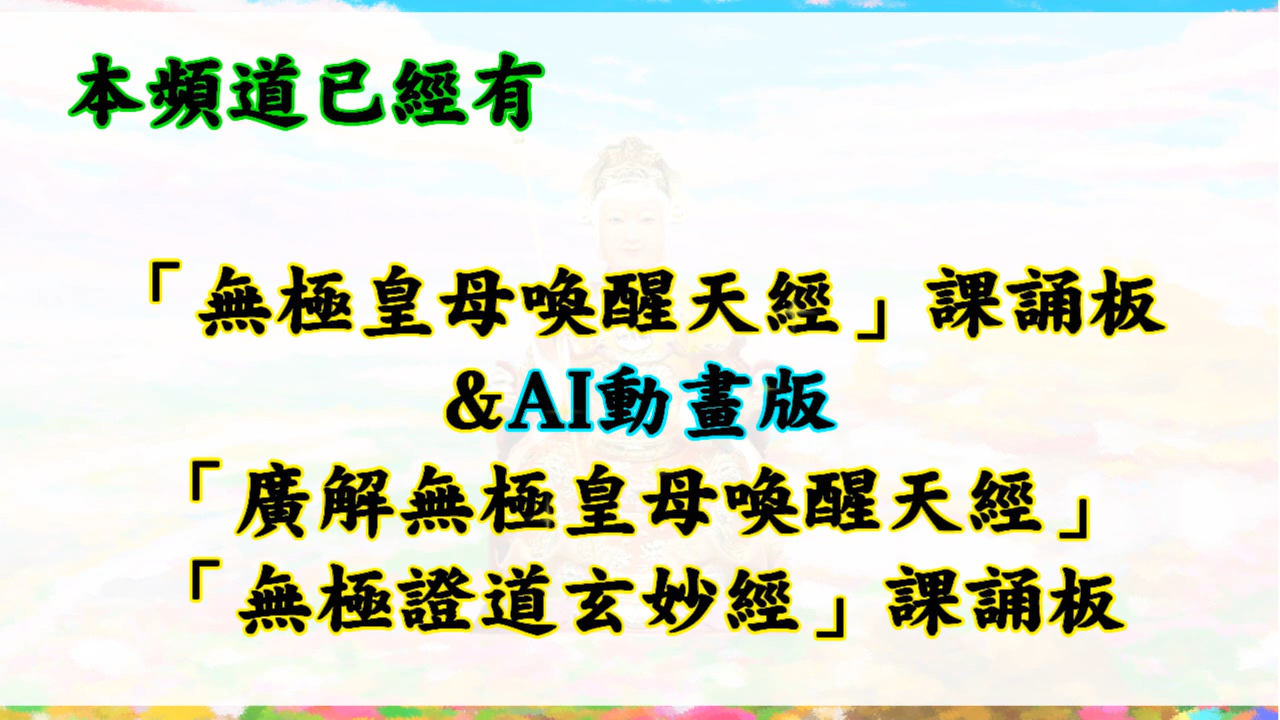 本頻道已經有
「無極皇母喚醒天經」課誦板
&AI動畫版
「廣解無極皇母喚醒天經」
「無極證道玄妙經」課誦板